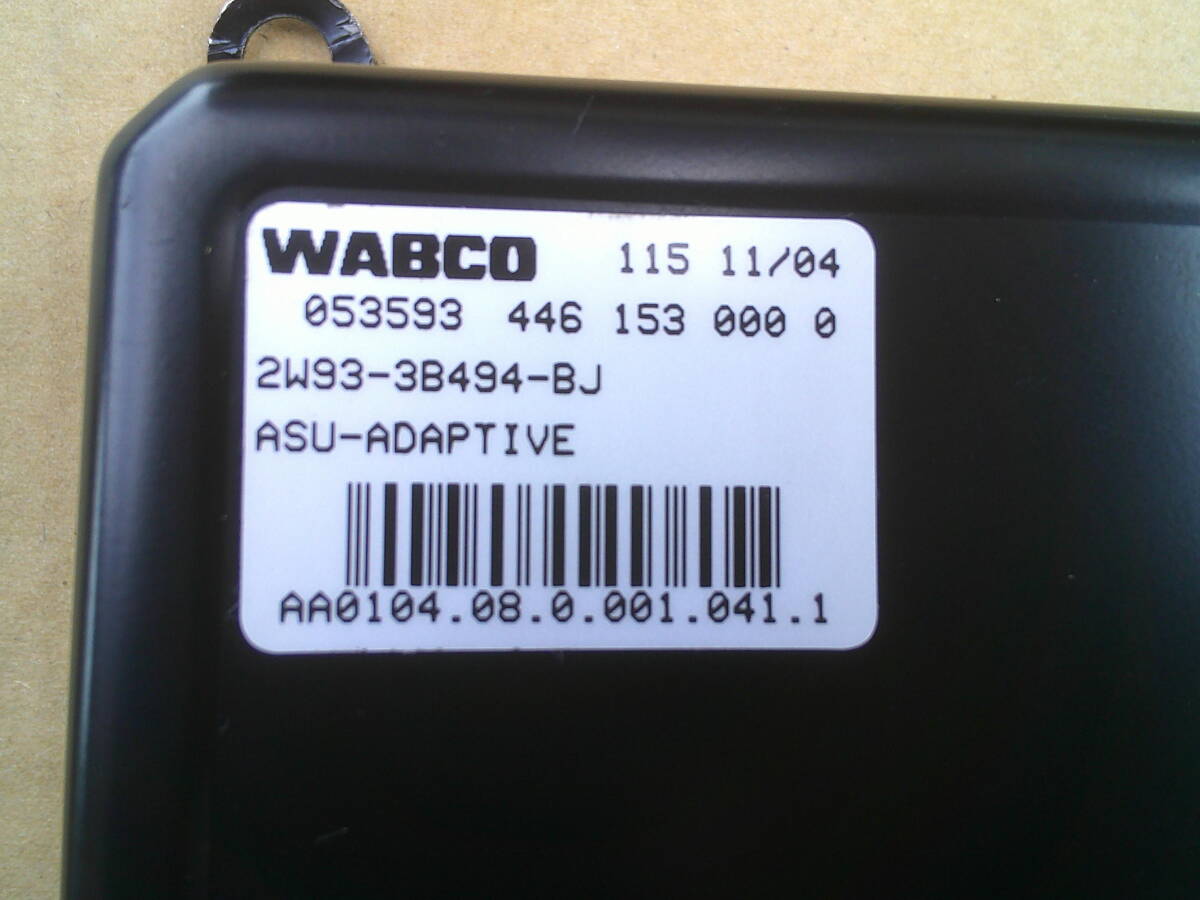 WABCO 115 11/04
053593 446 153 000 0
2W93-3B494-BJ
ASU-ADAPTIVE
AA0104.08.0.001.041.1